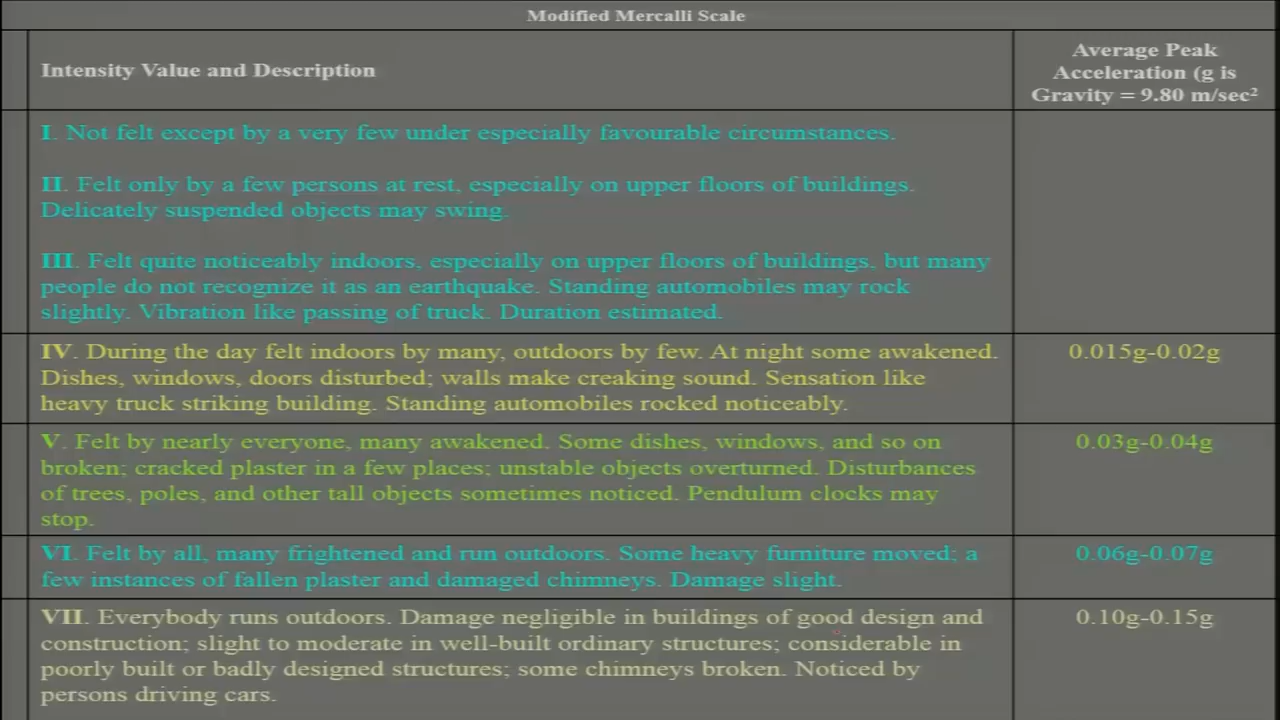 Modified Mercalli Scale
Intensity Value and Description
Average Peak
Acceleration (g is
Gravity = 9.80 m/sec²
I. Not felt except by a very few under especially favourable circumstances.
II. Felt only by a few persons at rest, especially on upper floors of buildings.
Delicately suspended objects may swing.
III. Felt quite noticeably indoors, especially on upper floors of buildings, but many
people do not recognize it as an earthquake. Standing automobiles may rock
slightly. Vibration like passing of truck. Duration estimated.
IV. During the day felt indoors by many, outdoors by few. At night some awakened.
Dishes, windows, doors disturbed; walls make creaking sound. Sensation like
heavy truck striking building. Standing automobiles rocked noticeably.
0.015g-0.02g
V. Felt by nearly everyone, many awakened. Some dishes, windows, and so on
broken; cracked plaster in a few places; unstable objects overturned. Disturbances
of trees, poles, and other tall objects sometimes noticed. Pendulum clocks may
stop.
0.03g-0.04g
VI. Felt by all, many frightened and run outdoors. Some heavy furniture moved; a
few instances of fallen plaster and damaged chimneys. Damage slight.
0.06g-0.07g
VII. Everybody runs outdoors. Damage negligible in buildings of good design and
construction; slight to moderate in well-built ordinary structures; considerable in
poorly built or badly designed structures; some chimneys broken. Noticed by
persons driving cars.
0.10g-0.15g